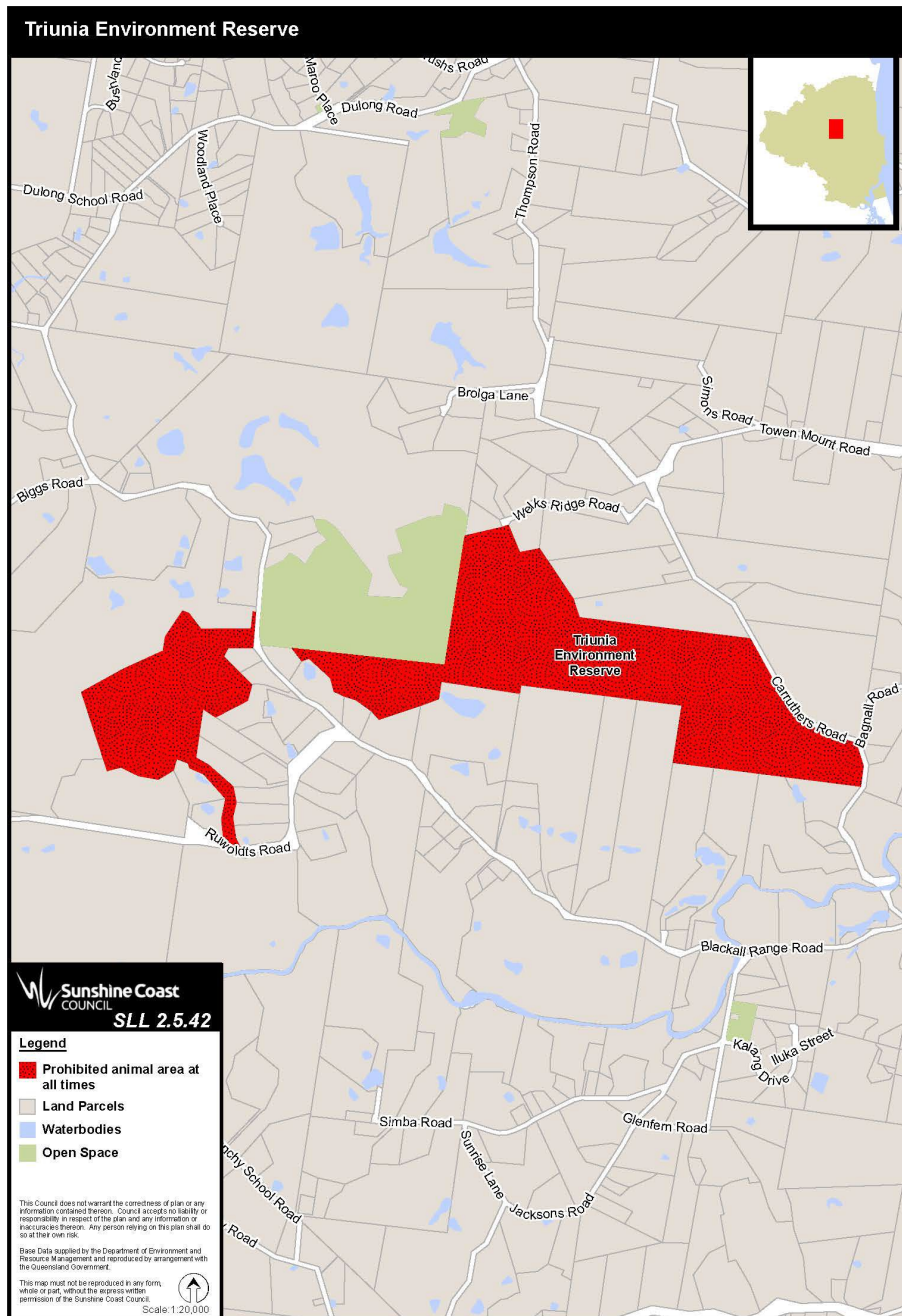 Triunia Environment Reserve
Maroo Place
Dulong Road
Woodland Place
Thompson Road
Dulong School Road
Brolga Lane
Simons Road
Towen Mount Road
Biggs Road
Welks Ridge Road
Triunia
Environment
Reserve
Carruthers Road
Bagnall Road
Ruwoldts Road
Blackall Range Road
Kalang Drive
Iluka Street
Simba Road
Glenfern Road
Sunrise Lane
Jacksons Road
School Road
Road
Sunshine Coast
COUNCIL
SLL 2.5.42
Legend
Prohibited animal area at
all times
Land Parcels
Waterbodies
Open Space
This Council does not warrant the correctness of plan or any
information contained thereon. Council accepts no liability or
responsibility in respect of the plan and any information or
inaccuracies thereon. Any person relying on this plan shall do
so at their own risk.
Base Data supplied by the Department of Environment and
Resource Management and reproduced by arrangement with
the Queensland Government.
This map must not be reproduced in any form,
whole or part, without the express written
permission of the Sunshine Coast Council.
Scale: 1:20,000